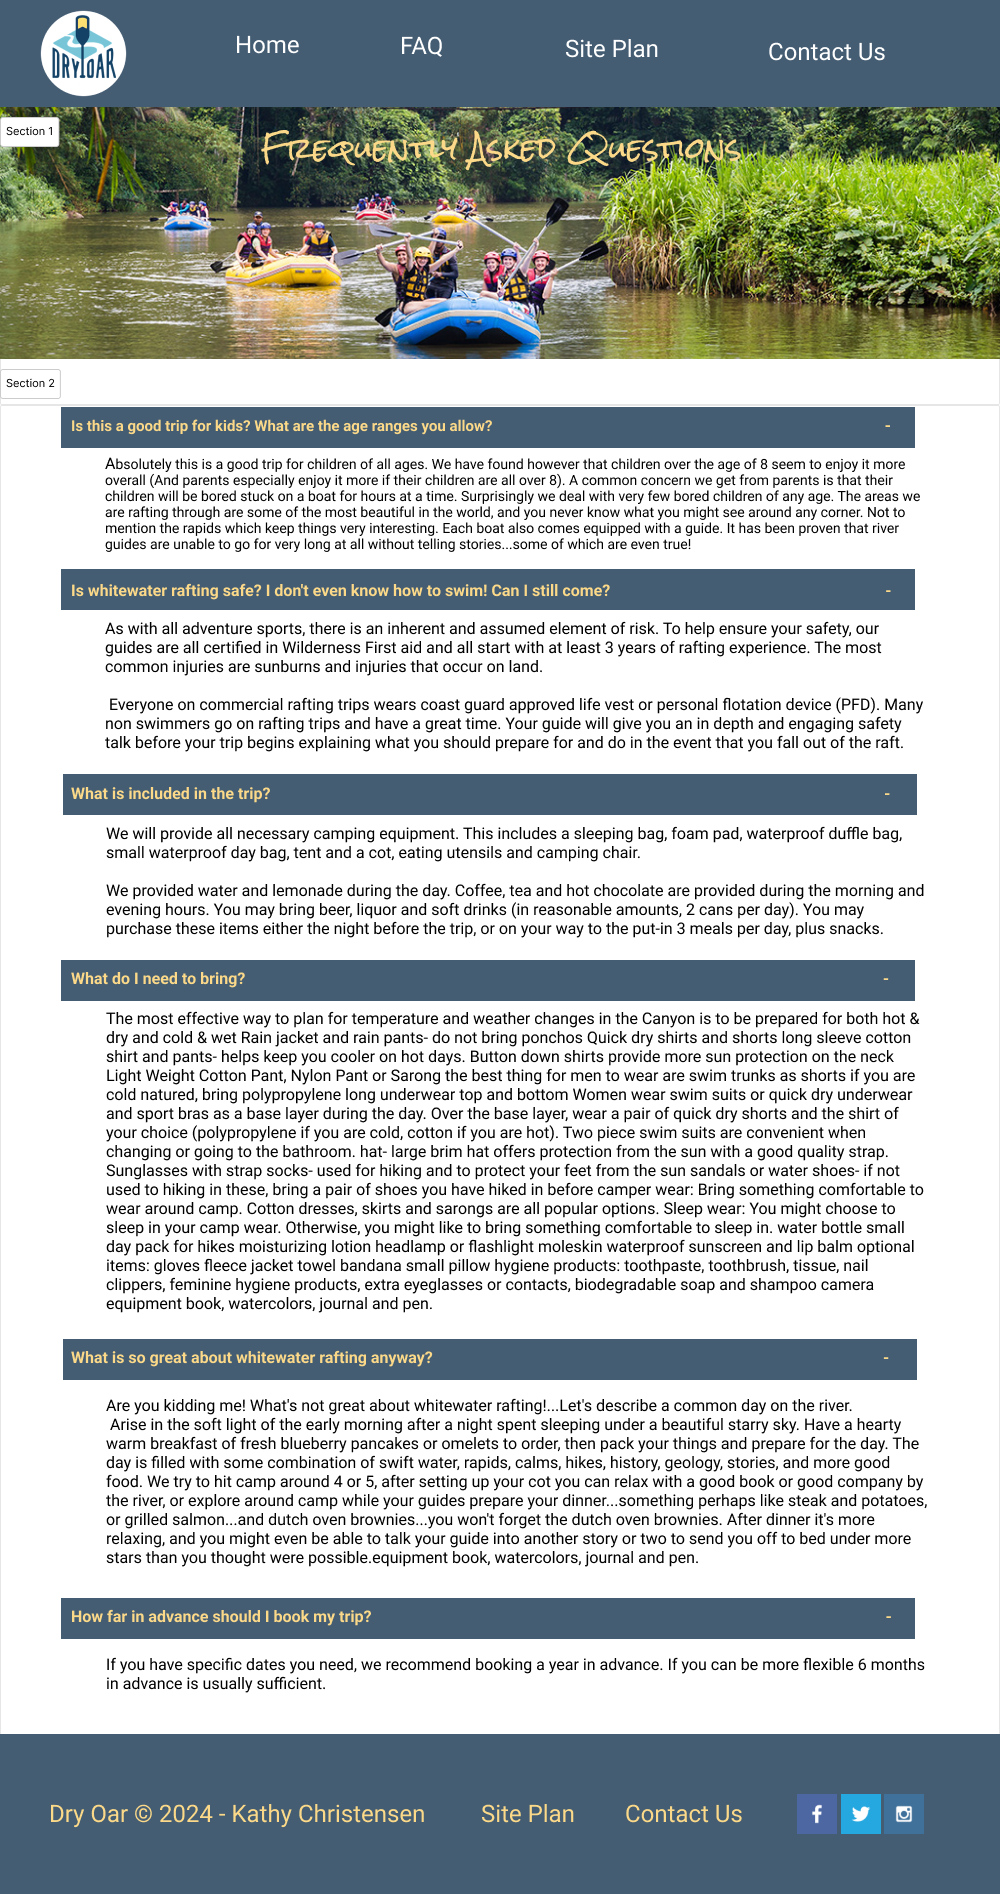 DRY OAR
Home
FAQ
Site Plan
Contact Us
Section 1
Frequently Asked Questions
Section 2
Is this a good trip for kids? What are the age ranges you allow? -
Absolutely this is a good trip for children of all ages. We have found however that children over the age of 8 seem to enjoy it more
overall (And parents especially enjoy it more if their children are all over 8). A common concern we get from parents is that their
children will be bored stuck on a boat for hours at a time. Surprisingly we deal with very few bored children of any age. The areas we
are rafting through are some of the most beautiful in the world, and you never know what you might see around any corner. Not to
mention the rapids which keep things very interesting. Each boat also comes equipped with a guide. It has been proven that river
guides are unable to go for very long at all without telling stories...some of which are even true!
Is whitewater rafting safe? I don't even know how to swim! Can I still come? -
As with all adventure sports, there is an inherent and assumed element of risk. To help ensure your safety, our
guides are all certified in Wilderness First aid and all start with at least 3 years of rafting experience. The most
common injuries are sunburns and injuries that occur on land.
Everyone on commercial rafting trips wears coast guard approved life vest or personal flotation device (PFD). Many
non swimmers go on rafting trips and have a great time. Your guide will give you an in depth and engaging safety
talk before your trip begins explaining what you should prepare for and do in the event that you fall out of the raft.
What is included in the trip? -
We will provide all necessary camping equipment. This includes a sleeping bag, foam pad, waterproof duffle bag,
small waterproof day bag, tent and a cot, eating utensils and camping chair.
We provided water and lemonade during the day. Coffee, tea and hot chocolate are provided during the morning and
evening hours. You may bring beer, liquor and soft drinks (in reasonable amounts, 2 cans per day). You may
purchase these items either the night before the trip, or on your way to the put-in 3 meals per day, plus snacks.
What do I need to bring? -
The most effective way to plan for temperature and weather changes in the Canyon is to be prepared for both hot &
dry and cold & wet Rain jacket and rain pants- do not bring ponchos Quick dry shirts and shorts long sleeve cotton
shirt and pants- helps keep you cooler on hot days. Button down shirts provide more sun protection on the neck
Light Weight Cotton Pant, Nylon Pant or Sarong the best thing for men to wear are swim trunks as shorts if you are
cold natured, bring polypropylene long underwear top and bottom Women wear swim suits or quick dry underwear
and sport bras as a base layer during the day. Over the base layer, wear a pair of quick dry shorts and the shirt of
your choice (polypropylene if you are cold, cotton if you are hot). Two piece swim suits are convenient when
changing or going to the bathroom. hat- large brim hat offers protection from the sun with a good quality strap.
Sunglasses with strap socks- used for hiking and to protect your feet from the sun sandals or water shoes- if not
used to hiking in these, bring a pair of shoes you have hiked in before camper wear: Bring something comfortable to
wear around camp. Cotton dresses, skirts and sarongs are all popular options. Sleep wear: You might choose to
sleep in your camp wear. Otherwise, you might like to bring something comfortable to sleep in. water bottle small
day pack for hikes moisturizing lotion headlamp or flashlight moleskin waterproof sunscreen and lip balm optional
items: gloves fleece jacket towel bandana small pillow hygiene products: toothpaste, toothbrush, tissue, nail
clippers, feminine hygiene products, extra eyeglasses or contacts, biodegradable soap and shampoo camera
equipment book, watercolors, journal and pen.
What is so great about whitewater rafting anyway? -
Are you kidding me! What's not great about whitewater rafting!...Let's describe a common day on the river.
Arise in the soft light of the early morning after a night spent sleeping under a beautiful starry sky. Have a hearty
warm breakfast of fresh blueberry pancakes or omelets to order, then pack your things and prepare for the day. The
day is filled with some combination of swift water, rapids, calms, hikes, history, geology, stories, and more good
food. We try to hit camp around 4 or 5, after setting up your cot you can relax with a good book or good company by
the river, or explore around camp while your guides prepare your dinner...something perhaps like steak and potatoes,
or grilled salmon...and dutch oven brownies...you won't forget the dutch oven brownies. After dinner it's more
relaxing, and you might even be able to talk your guide into another story or two to send you off to bed under more
stars than you thought were possible.equipment book, watercolors, journal and pen.
How far in advance should I book my trip? -
If you have specific dates you need, we recommend booking a year in advance. If you can be more flexible 6 months
in advance is usually sufficient.
Dry Oar © 2024 - Kathy Christensen
Site Plan
Contact Us